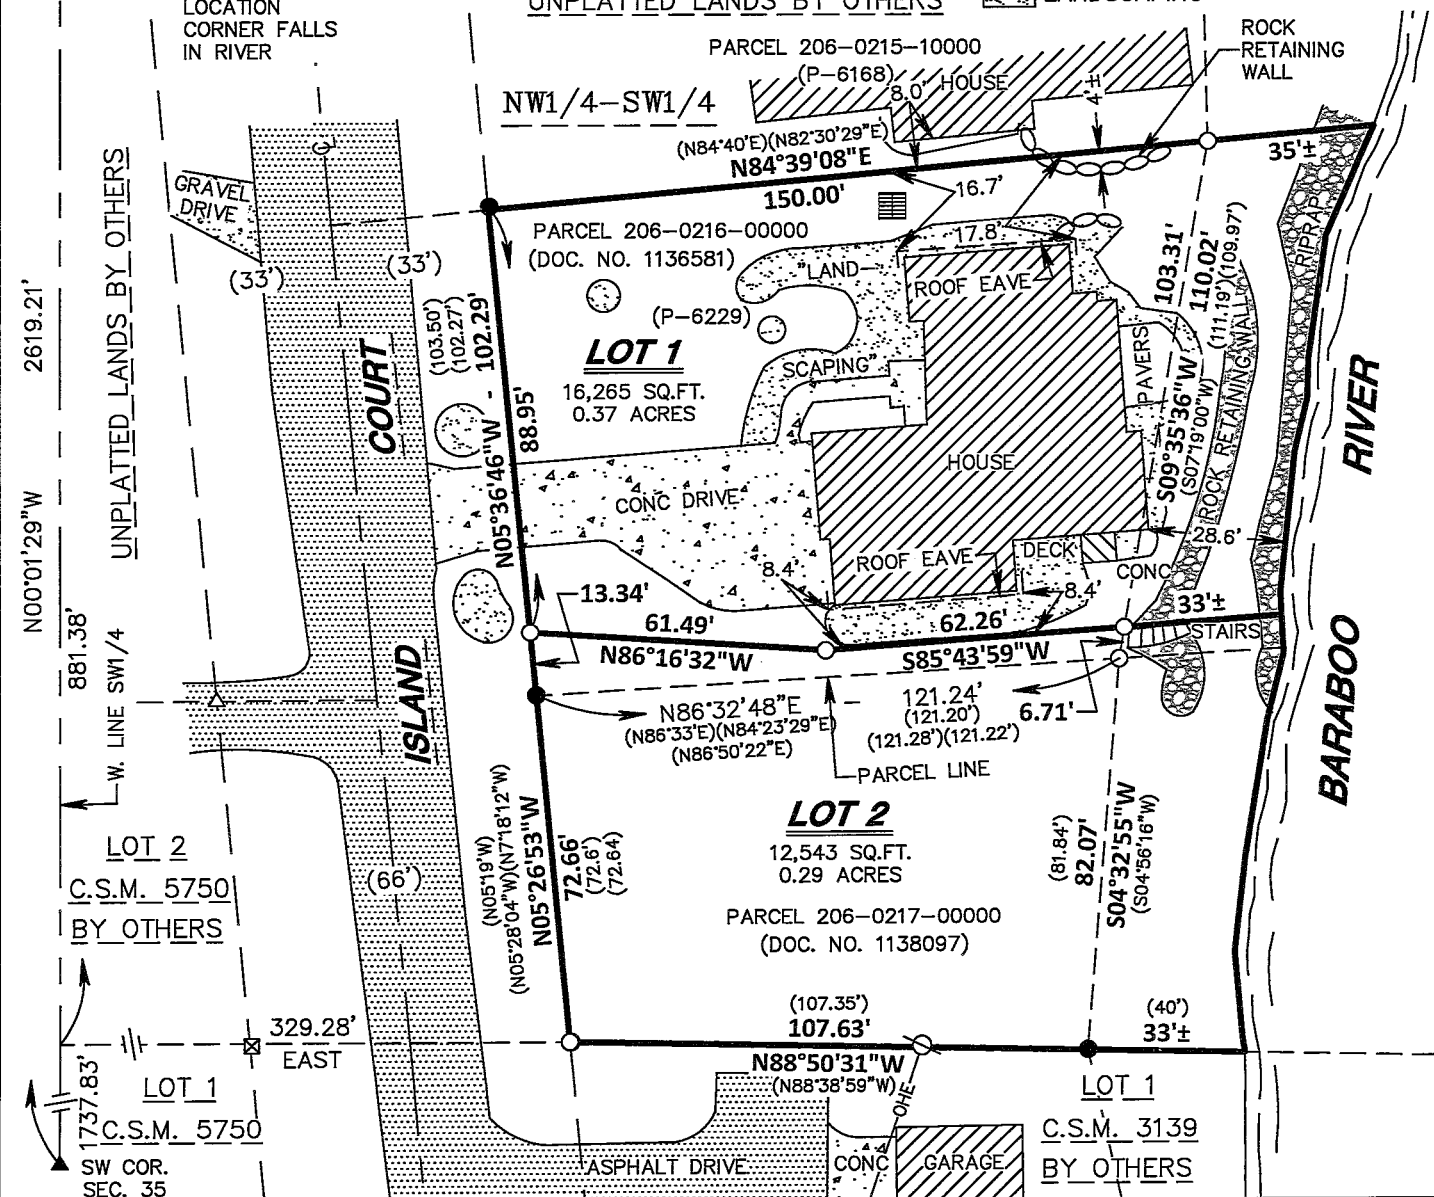 LOCATION
CORNER FALLS
IN RIVER
UNPLATTED LANDS BY OTHERS
PARCEL 206-0215-10000
(P-6168)
HOUSE
8.0'
4'±
ROCK
RETAINING
WALL
NW1/4-SW1/4
(N84°40'E)(N82°30'29"E)
N84°39'08"E
150.00'
35'±
16.7'
17.8'
GRAVEL
DRIVE
(33')
(33')
℄
UNPLATTED LANDS BY OTHERS
2619.21'
N00°01'29"W
881.38'
W. LINE SW1/4
PARCEL 206-0216-00000
(DOC. NO. 1136581)
(P-6229)
"LAND-
SCAPING"
ROOF EAVE
LOT 1
16,265 SQ.FT.
0.37 ACRES
(103.50')
(102.27')
102.29'
88.95'
N05°36'46"W -
COURT
ISLAND
CONC DRIVE
HOUSE
PAVERS
103.31'
110.02'
(111.19')(109.97')
S09°35'36"W
(S07°19'00"W)
ROCK RETAINING WALL
RIPRAP
BARABOO RIVER
28.6'
ROOF EAVE
DECK
CONC
8.4'
8.4'
13.34'
61.49'
N86°16'32"W
62.26'
S85°43'59"W
33'±
STAIRS
N86°32'48"E
(N86°33'E)(N84°23'29"E)
(N86°50'22"E)
121.24'
(121.20')
(121.28')(121.22')
6.71'
PARCEL LINE
LOT 2
12,543 SQ.FT.
0.29 ACRES
PARCEL 206-0217-00000
(DOC. NO. 1138097)
(N05°19'W)
(N05°28'04"W)(N7°18'12"W)
N05°26'53"W
72.66'
(72.6')
(72.64)
(81.84')
82.07'
S04°32'55"W
(S04°56'16"W)
(66')
LOT 2
C.S.M. 5750
BY OTHERS
329.28'
EAST
LOT 1
C.S.M. 5750
1737.83'
SW COR.
SEC. 35
(107.35')
107.63'
N88°50'31"W
(N88°38'59"W)
(40')
33'±
OHE
LOT 1
C.S.M. 3139
BY OTHERS
ASPHALT DRIVE
CONC
GARAGE